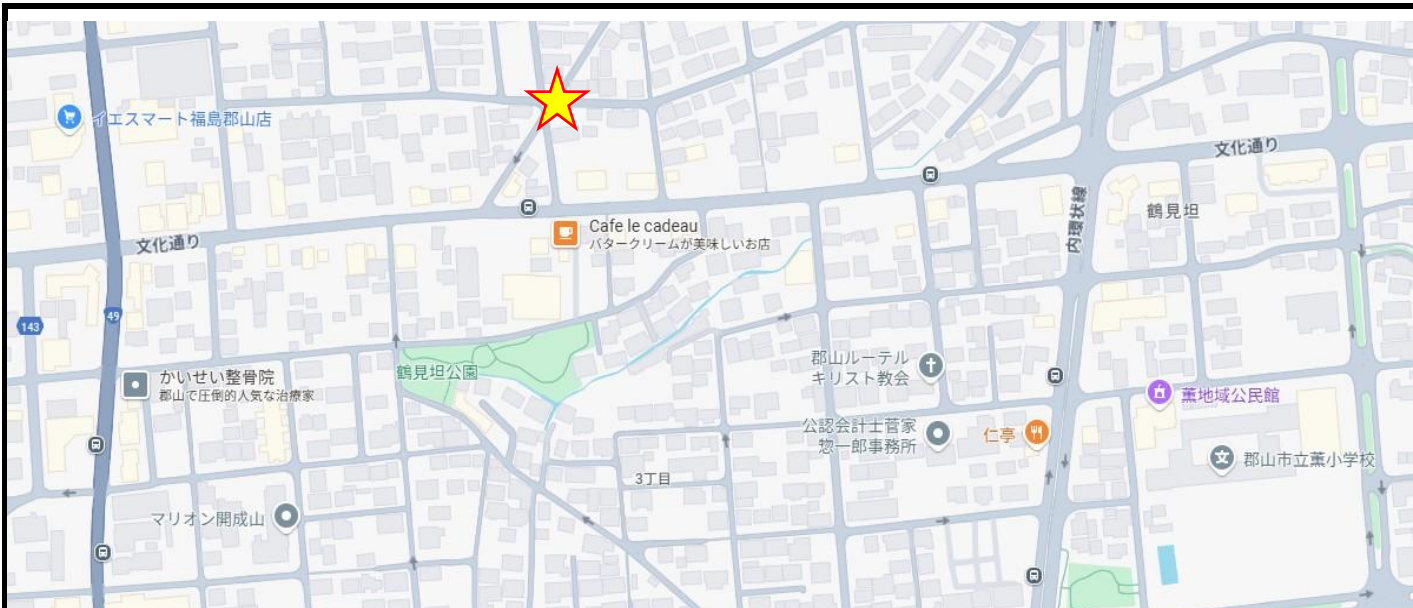 イエスマート福島郡山店
文化通り
鶴見坦
内環状線
Cafe le cadeau
バタークリームが美味しいお店
文化通り
143
49
鶴見坦公園
かいせい整骨院
郡山で圧倒的人気な治療家
郡山ルーテル
キリスト教会
薫地域公民館
公認会計士菅家
惣一郎事務所
仁亭
郡山市立薫小学校
3丁目
マリオン開成山